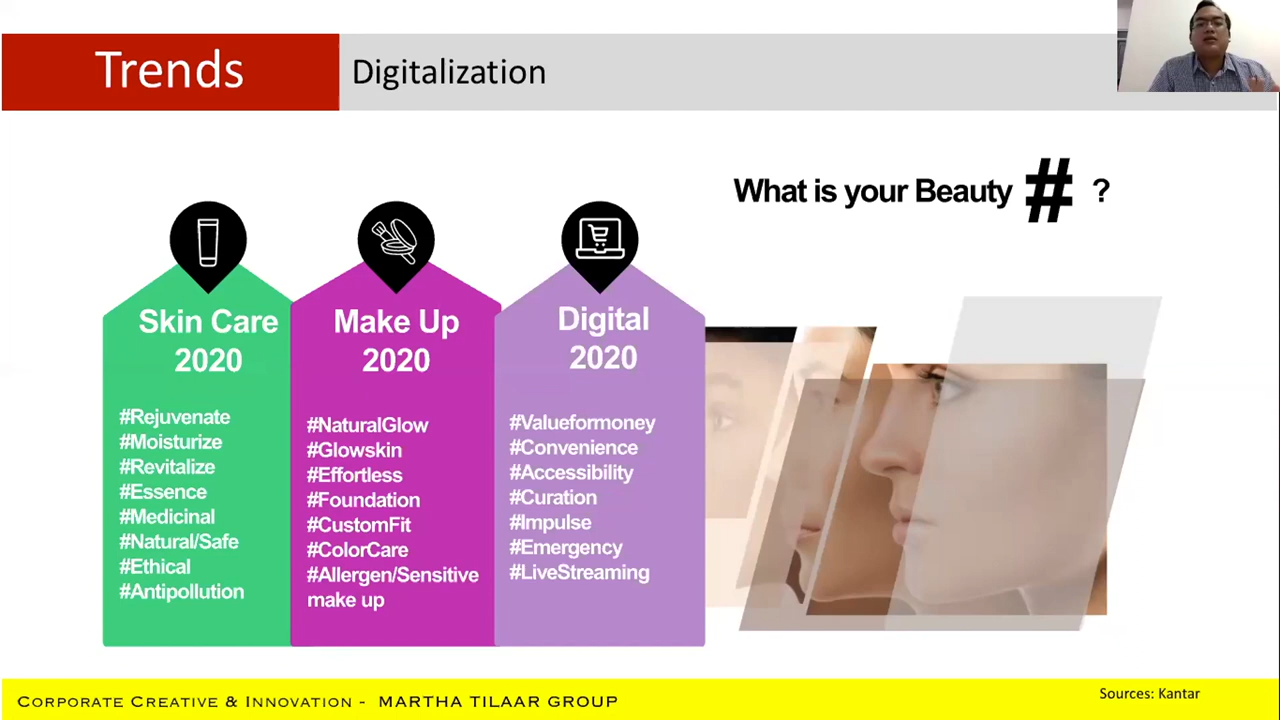 Trends
Digitalization
What is your Beauty # ?
Skin Care
2020
#Rejuvenate
#Moisturize
#Revitalize
#Essence
#Medicinal
#Natural/Safe
#Ethical
#Antipollution
Make Up
2020
#NaturalGlow
#Glowskin
#Effortless
#Foundation
#CustomFit
#ColorCare
#Allergen/Sensitive
make up
Digital
2020
#Valueformoney
#Convenience
#Accessibility
#Curation
#Impulse
#Emergency
#LiveStreaming
CORPORATE CREATIVE & INNOVATION - MARTHA TILAAR GROUP
Sources: Kantar